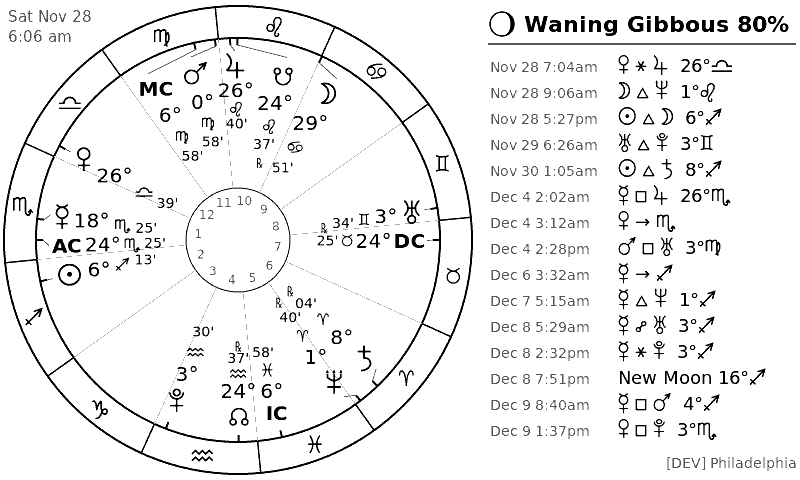 Sat Nov 28
6:06 am
○ Waning Gibbous 80%
Nov 28 7:04am ♀ ⚹ ♃ 26°♎
Nov 28 9:06am ☽ △ ♆ 1°♌
Nov 28 5:27pm ☉ △ ☽ 6°♐
Nov 29 6:26am ♅ △ ⯓ 3°♊
Nov 30 1:05am ☉ △ ♄ 8°♐
Dec 4 2:02am ☿ □ ♃ 26°♏
Dec 4 3:12am ♀ → ♏
Dec 4 2:28pm ♂ □ ♅ 3°♍
Dec 6 3:32am ☿ → ♐
Dec 7 5:15am ☿ △ ♆ 1°♐
Dec 8 5:29am ☿ ☍ ♅ 3°♐
Dec 8 2:32pm ☿ ⚹ ⯓ 3°♐
Dec 8 7:51pm New Moon 16°♐
Dec 9 8:40am ☿ □ ♂ 4°♐
Dec 9 1:37pm ♀ □ ⯓ 3°♏
[DEV] Philadelphia
♍ ♌ ♋ ♊ ♉ ♈ ♓ ♒ ♑ ♐ ♏ ♎
MC 6° ♍ 58'
♂ 0° ♍ 58'
♃ 26° ♌ 40'
☋ 24° ♌ 37' ℞
☽ 29° ♋ 51'
♀ 26° ♎ 39'
☿ 18° ♏ 25'
AC 24° ♏ 25'
☉ 6° ♐ 13'
℞ 34' ♊ 3° ♅
25' ♉ 24° DC
30' ♒ 3° ⯓
℞ 37' ♒ 24° ☊
58' ♓ 6° IC
℞ 40' ♈ 1° ♆
℞ 04' ♈ 8° ♄
1 2 3 4 5 6 7 8 9 10 11 12